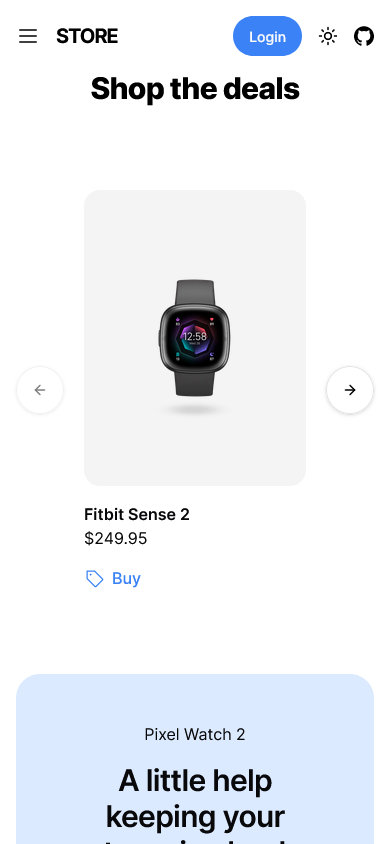 STORE
Login
Shop the deals
12:58
Fitbit Sense 2
$249.95
Buy
Pixel Watch 2
A little help
keeping your